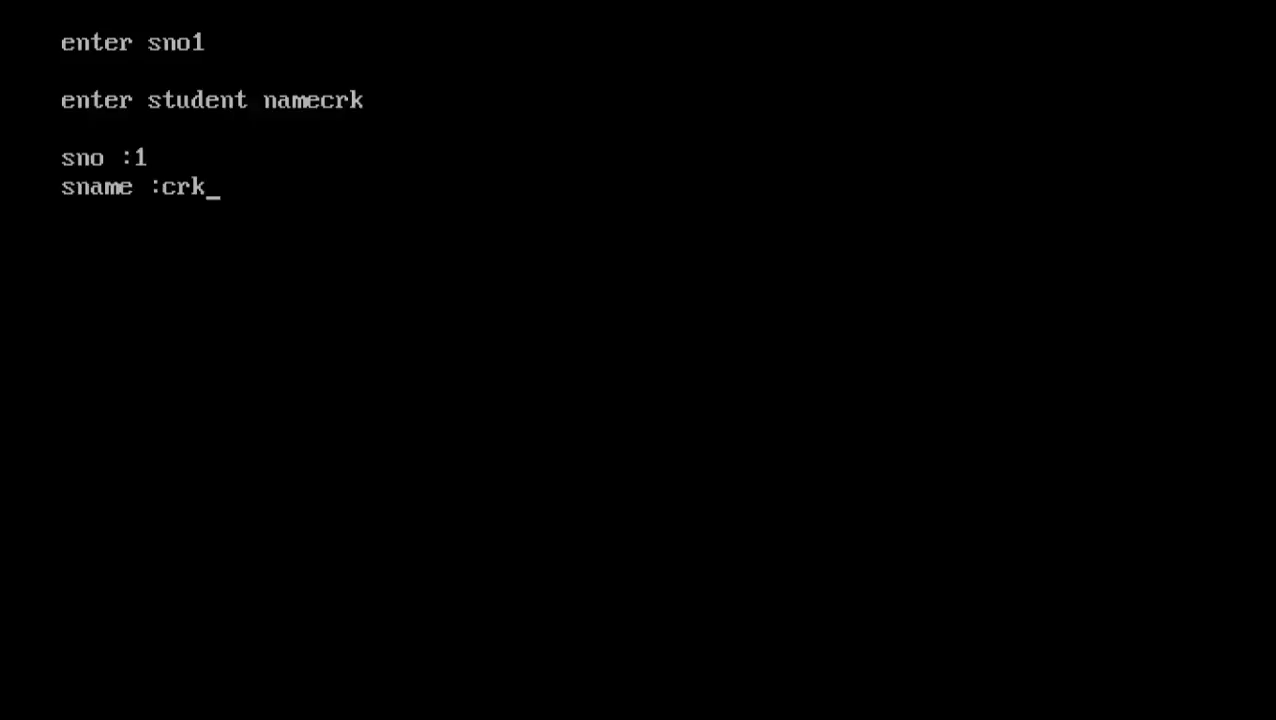 enter sno1
enter student namecrk
sno :1
sname :crk_